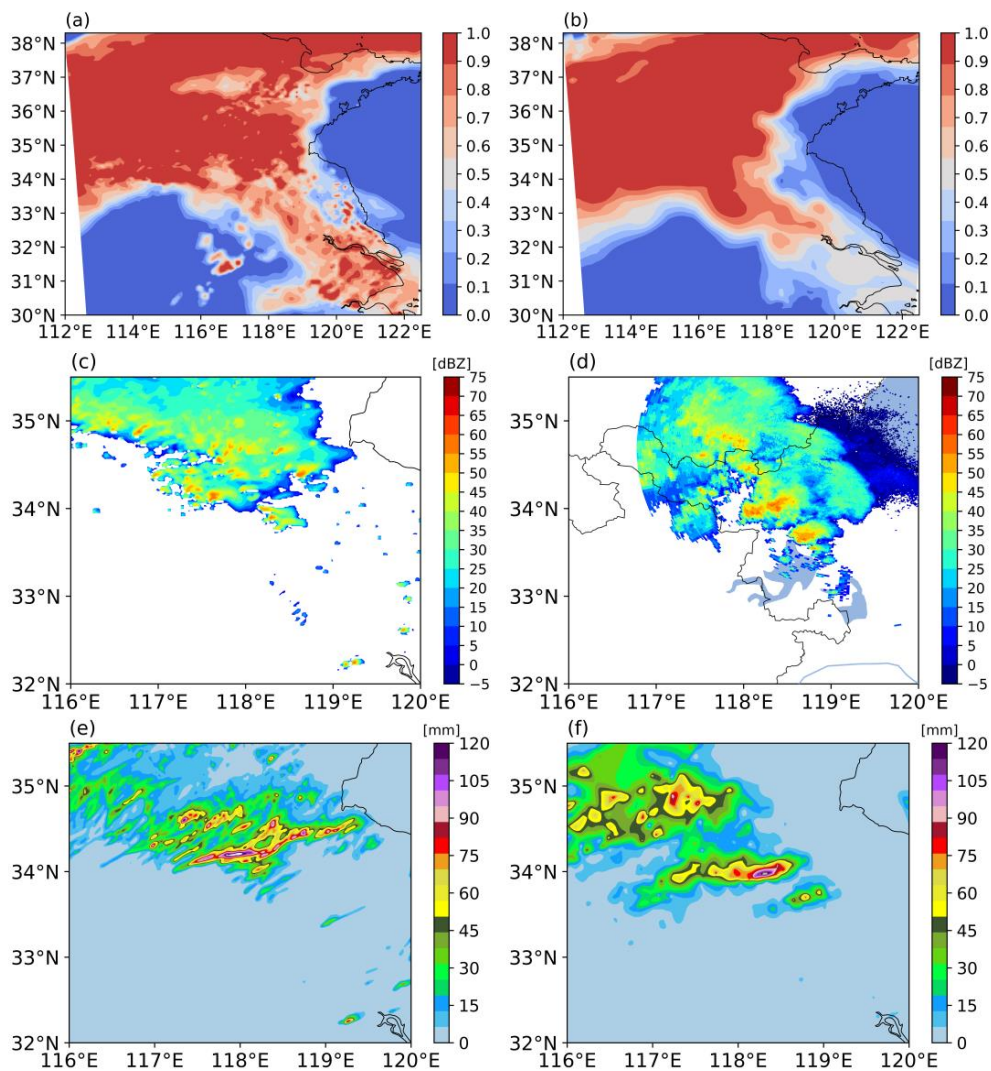 (a)
(b)
38°N
37°N
36°N
35°N
34°N
33°N
32°N
31°N
30°N
112°E
114°E
116°E
118°E
120°E
122°E
1.0
0.9
0.8
0.7
0.6
0.5
0.4
0.3
0.2
0.1
0.0
38°N
37°N
36°N
35°N
34°N
33°N
32°N
31°N
30°N
112°E
114°E
116°E
118°E
120°E
122°E
1.0
0.9
0.8
0.7
0.6
0.5
0.4
0.3
0.2
0.1
0.0
(c)
[dBZ]
35°N
34°N
33°N
32°N
116°E
117°E
118°E
119°E
120°E
75
70
65
60
55
50
45
40
35
30
25
20
15
10
5
0
−5
(d)
[dBZ]
35°N
34°N
33°N
32°N
116°E
117°E
118°E
119°E
120°E
75
70
65
60
55
50
45
40
35
30
25
20
15
10
5
0
−5
(e)
[mm]
35°N
34°N
33°N
32°N
116°E
117°E
118°E
119°E
120°E
120
105
90
75
60
45
30
15
0
(f)
[mm]
35°N
34°N
33°N
32°N
116°E
117°E
118°E
119°E
120°E
120
105
90
75
60
45
30
15
0